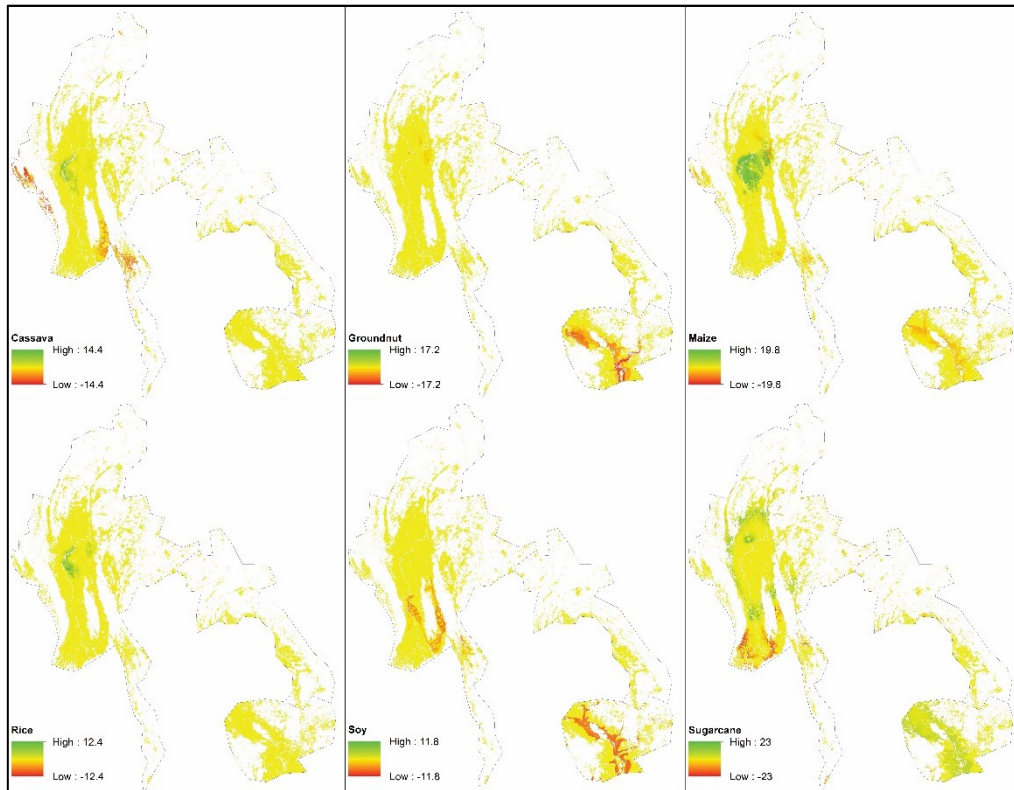 Cassava
High : 14.4
Low : -14.4
Groundnut
High : 17.2
Low : -17.2
Maize
High : 19.8
Low : -19.8
Rice
High : 12.4
Low : -12.4
Soy
High : 11.8
Low : -11.8
Sugarcane
High : 23
Low : -23